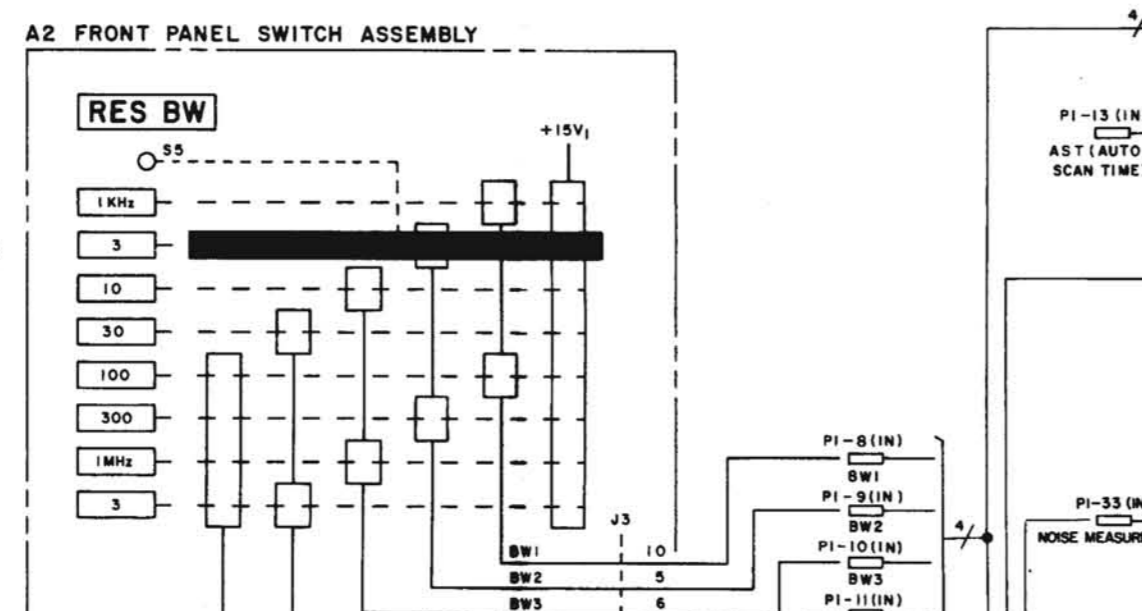 A2 FRONT PANEL SWITCH ASSEMBLY
4
RES BW
+15V1
S5
P1-13 (IN
AST (AUTO
SCAN TIME
1 KHz
3
10
30
100
300
1MHz
3
P1-8(IN)
BW1
P1-9(IN)
BW2
P1-10(IN)
BW3
P1-11(IN)
4
P1-33 (IN
NOISE MEASUR
J3
BW1 10
BW2 5
BW3 6